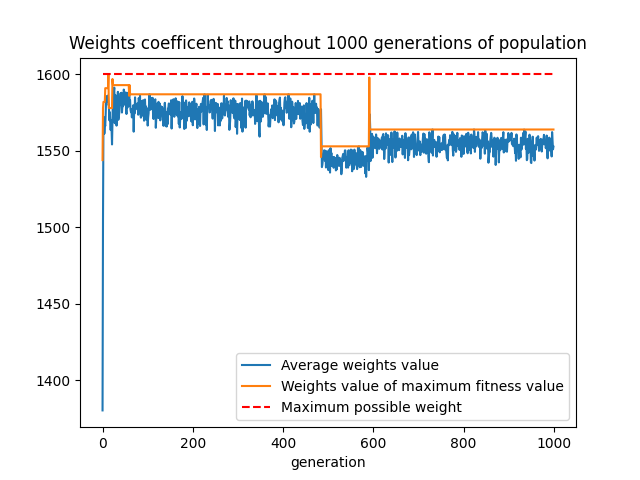 Weights coefficent throughout 1000 generations of population
1600
1550
1500
1450
1400
Average weights value
Weights value of maximum fitness value
Maximum possible weight
0
200
400
600
800
1000
generation